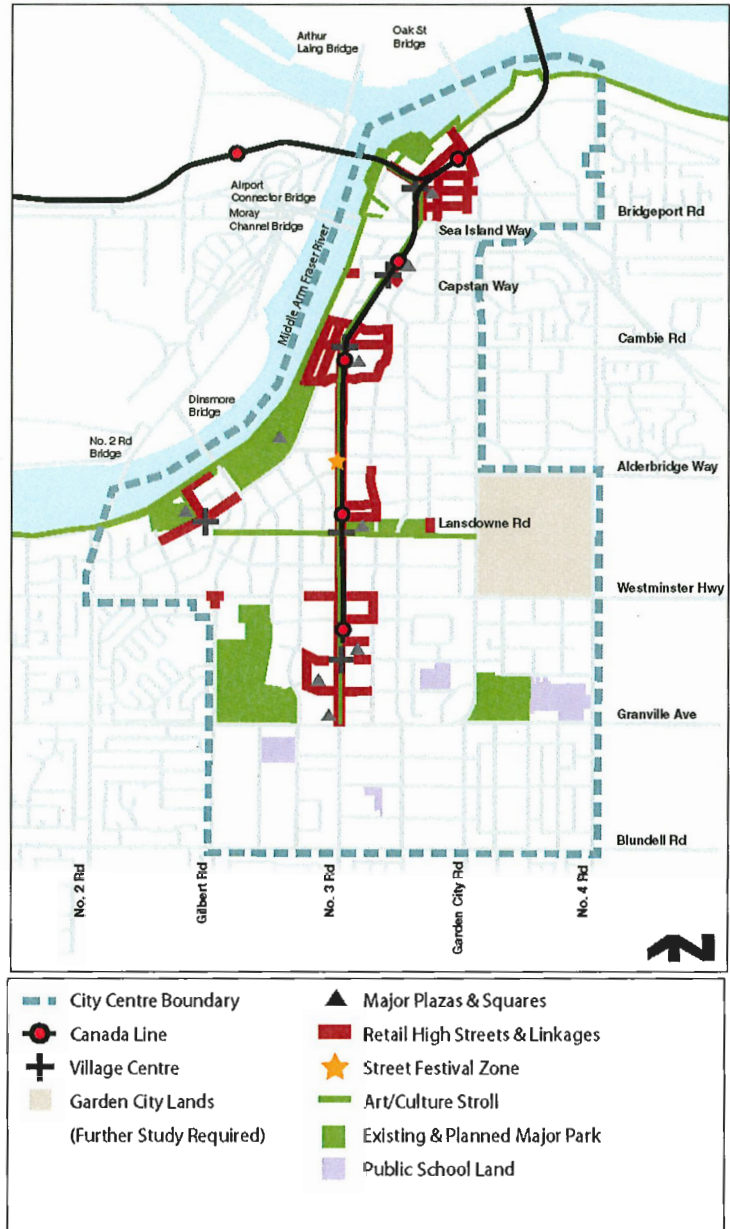 Arthur
Laing Bridge
Oak St
Bridge
Airport
Connector Bridge
Moray
Channel Bridge
Bridgeport Rd
Sea Island Way
Middle Arm Fraser River
Capstan Way
Cambie Rd
Dinsmore
Bridge
No. 2 Rd
Bridge
Alderbridge Way
Lansdowne Rd
Westminster Hwy
Granville Ave
Blundell Rd
No. 2 Rd
Gilbert Rd
No. 3 Rd
Garden City Rd
No. 4 Rd
N
City Centre Boundary
Canada Line
Village Centre
Garden City Lands
(Further Study Required)
Major Plazas & Squares
Retail High Streets & Linkages
Street Festival Zone
Art/Culture Stroll
Existing & Planned Major Park
Public School Land